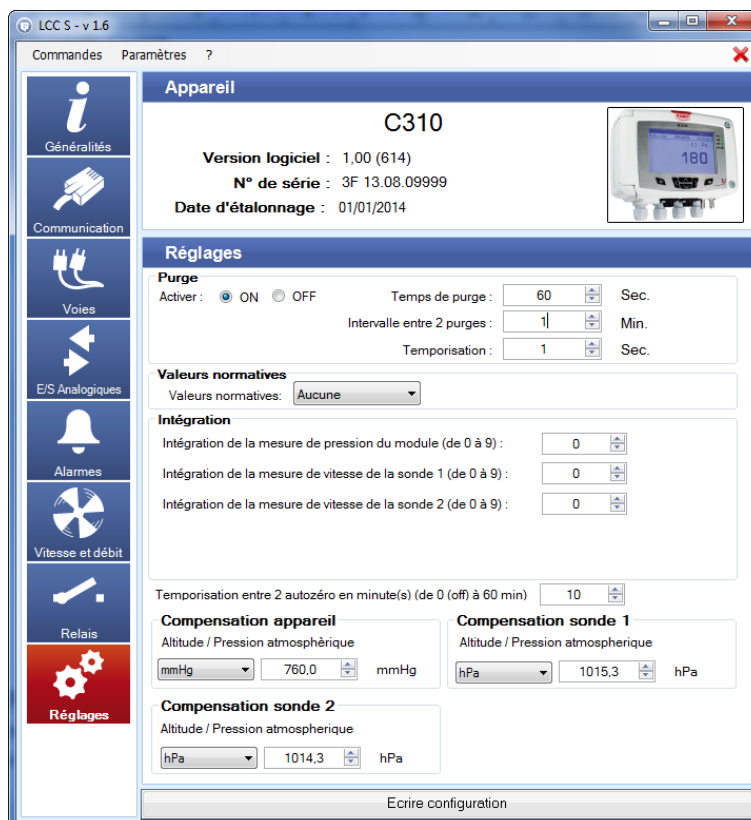 LCC S - v 1.6
Commandes Paramètres ?
Généralités
Communication
Voies
E/S Analogiques
Alarmes
Vitesse et débit
Relais
Réglages
Appareil
C310
Version logiciel : 1,00 (614)
N° de série : 3F 13.08.09999
Date d'étalonnage : 01/01/2014
180
Réglages
Purge
Activer : ON OFF Temps de purge : 60 Sec.
Intervalle entre 2 purges : 1 Min.
Temporisation : 1 Sec.
Valeurs normatives
Valeurs normatives: Aucune
Intégration
Intégration de la mesure de pression du module (de 0 à 9) : 0
Intégration de la mesure de vitesse de la sonde 1 (de 0 à 9) : 0
Intégration de la mesure de vitesse de la sonde 2 (de 0 à 9) : 0
Temporisation entre 2 autozéro en minute(s) (de 0 (off) à 60 min) 10
Compensation appareil
Altitude / Pression atmosphèrique
mmHg 760,0 mmHg
Compensation sonde 1
Altitude / Pression atmospherique
hPa 1015,3 hPa
Compensation sonde 2
Altitude / Pression atmospherique
hPa 1014,3 hPa
Ecrire configuration